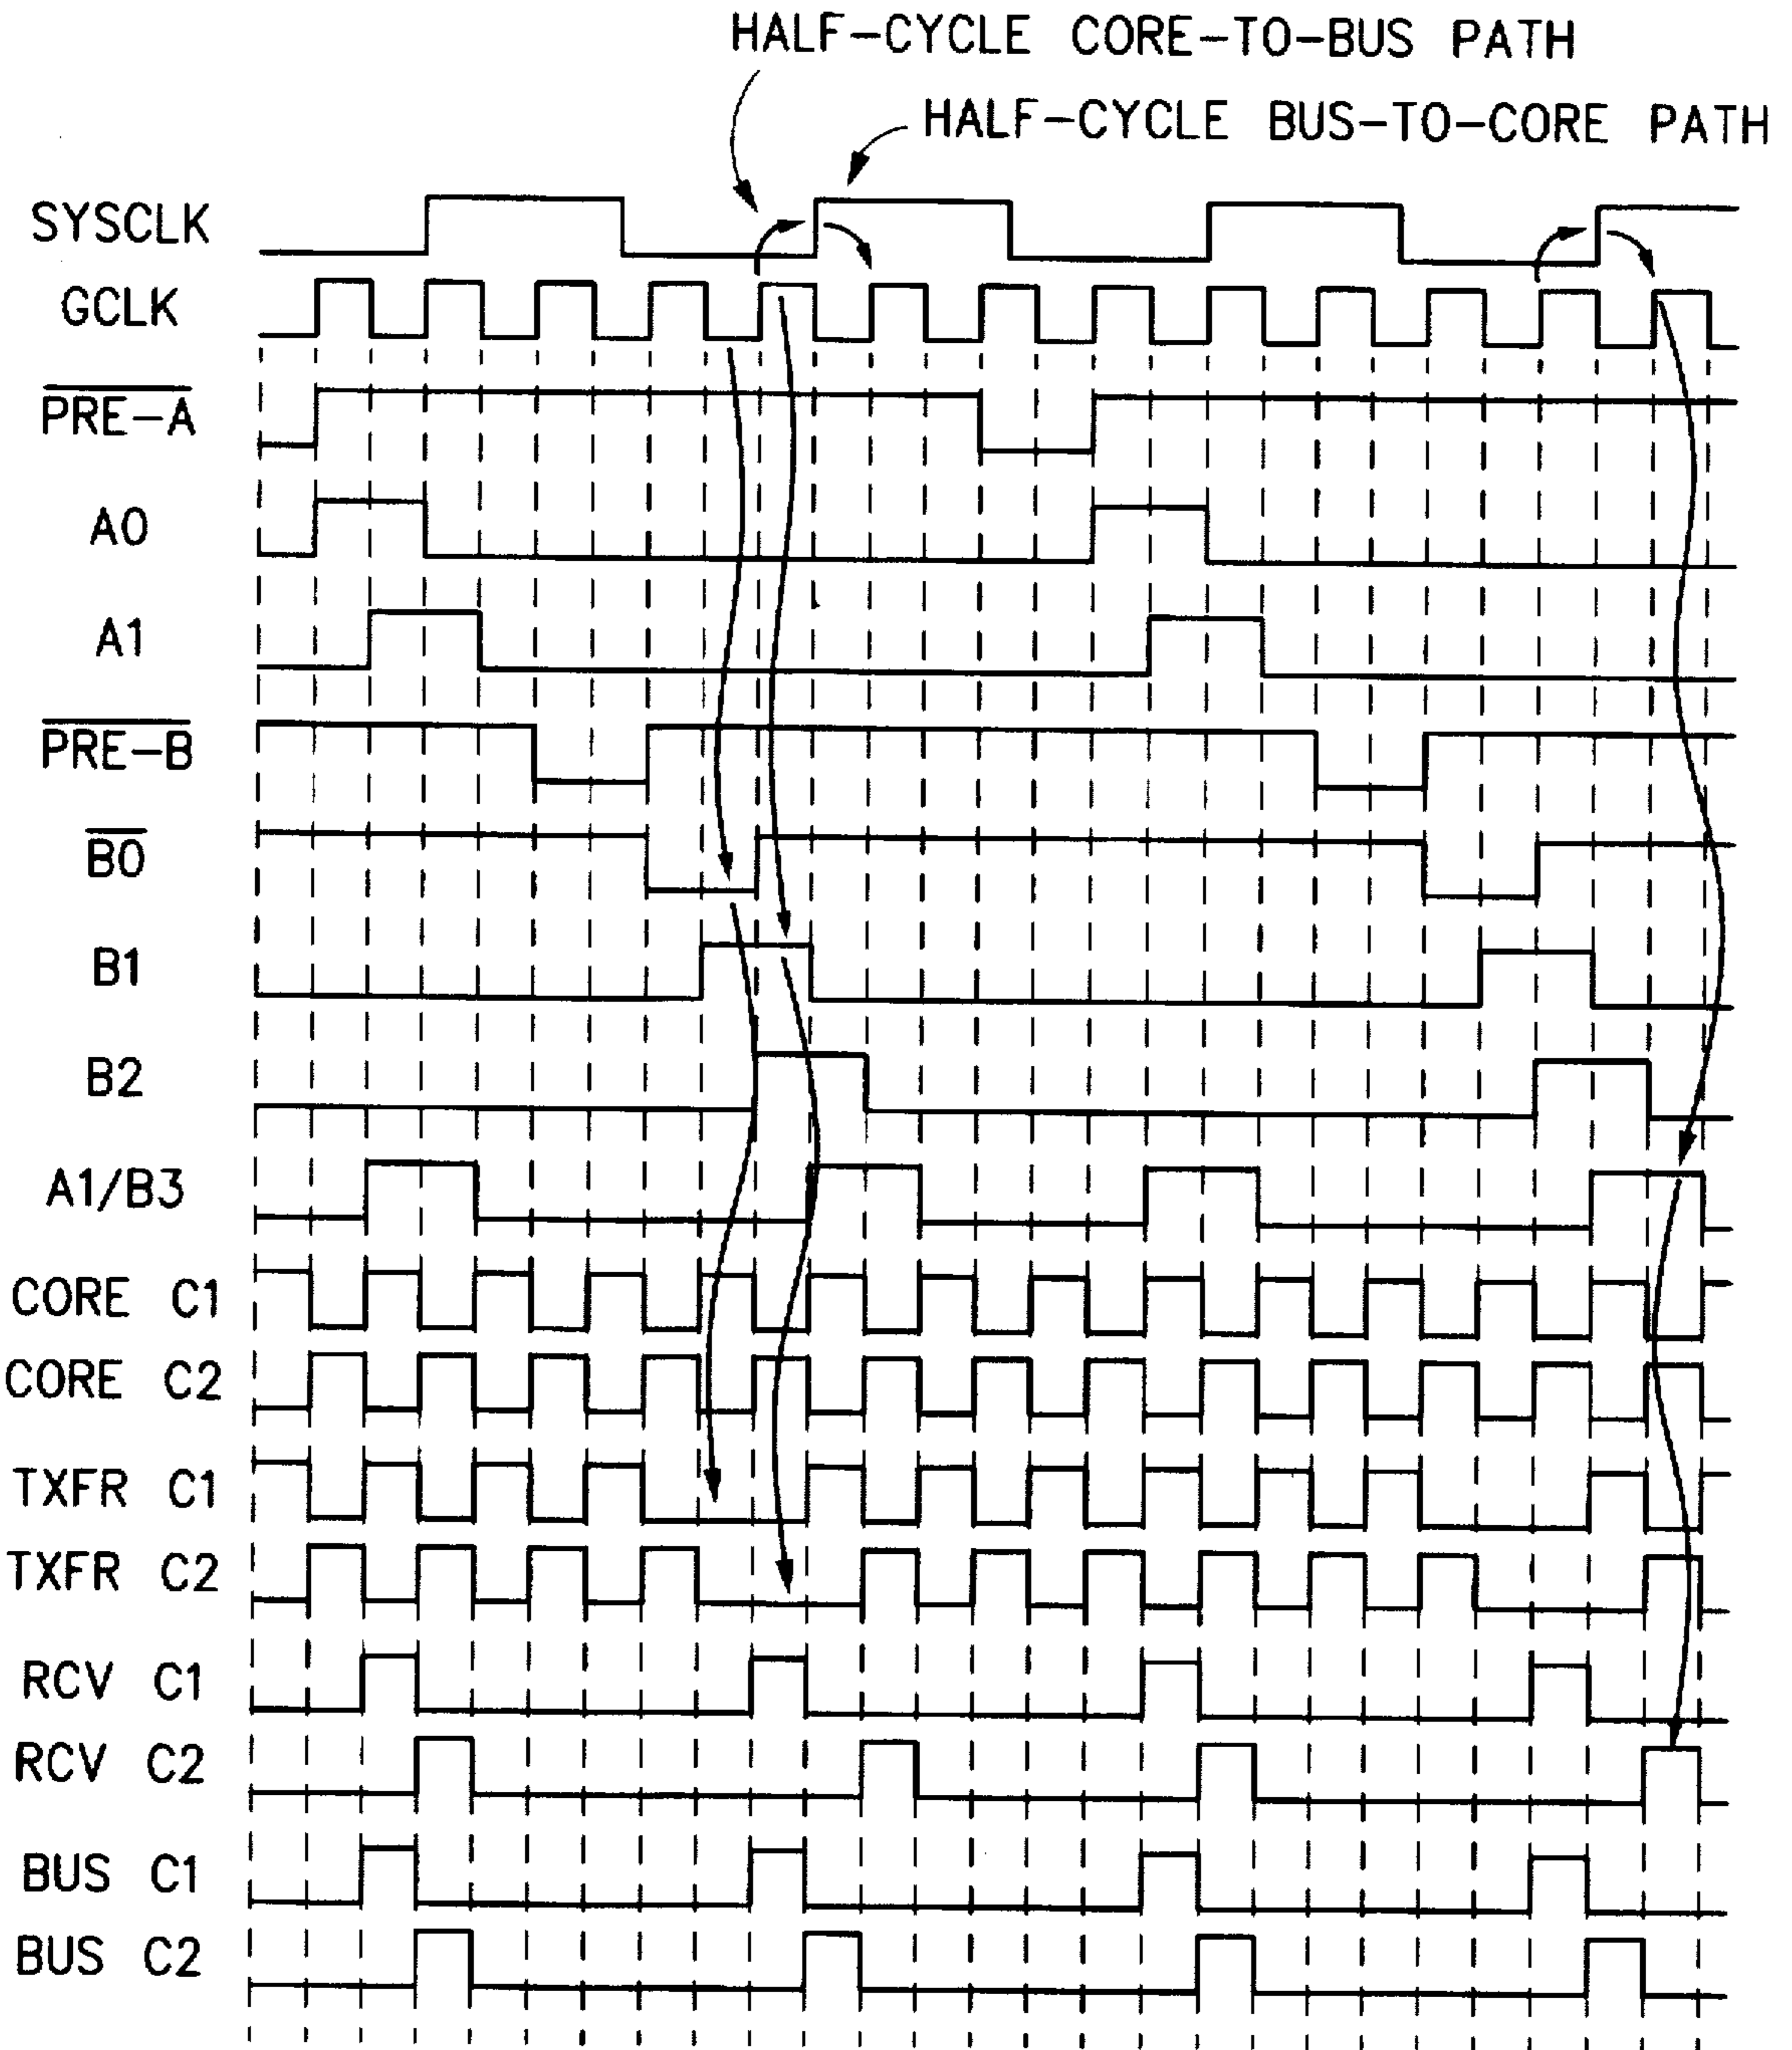 HALF-CYCLE CORE-TO-BUS PATH
HALF-CYCLE BUS-TO-CORE PATH
SYSCLK
GCLK
PRE-A
A0
A1
PRE-B
B0
B1
B2
A1/B3
CORE C1
CORE C2
TXFR C1
TXFR C2
RCV C1
RCV C2
BUS C1
BUS C2